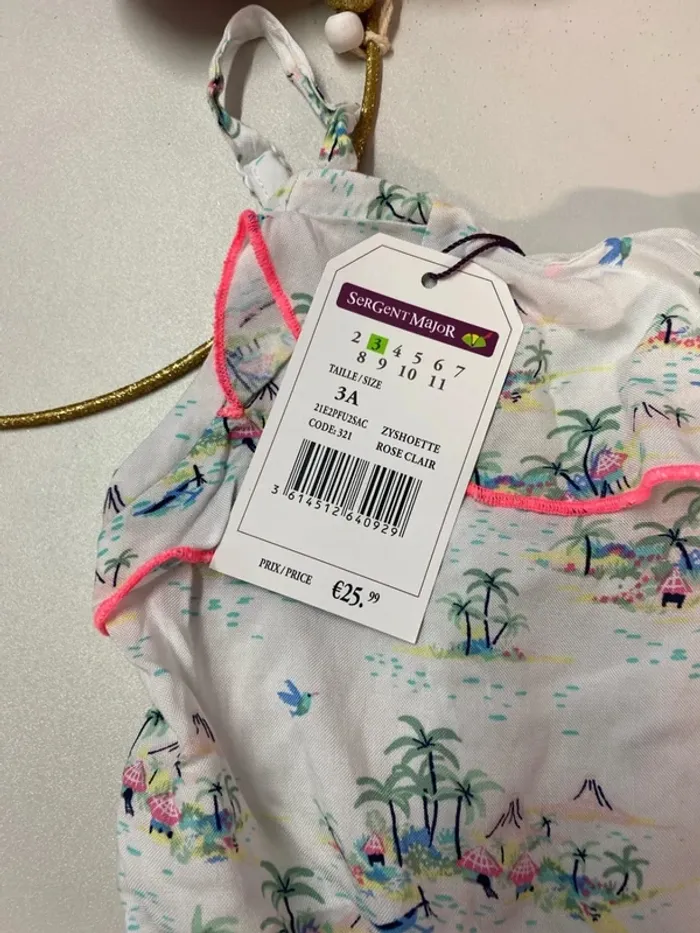 SERGENT MAJOR
2 3 4 5 6 7
8 9 10 11
TAILLE / SIZE
3A
21E2PFU2SAC ZYSHOETTE
CODE: 321 ROSE CLAIR
3 614512 640929
PRIX / PRICE €25.99